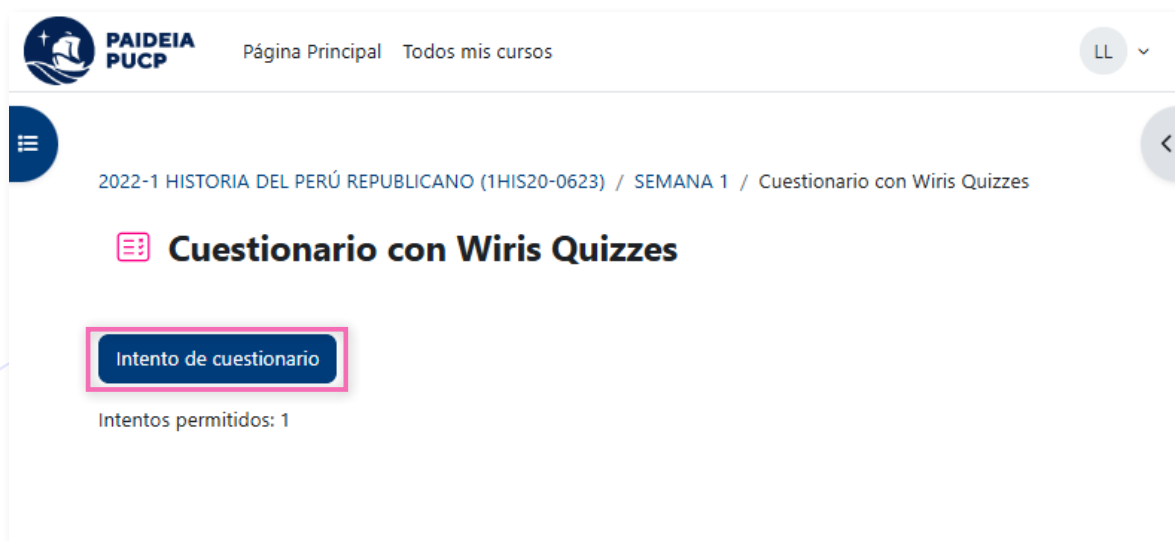 PAIDEIA
PUCP
Página Principal Todos mis cursos
LL
2022-1 HISTORIA DEL PERÚ REPUBLICANO (1HIS20-0623) / SEMANA 1 / Cuestionario con Wiris Quizzes
Cuestionario con Wiris Quizzes
Intento de cuestionario
Intentos permitidos: 1